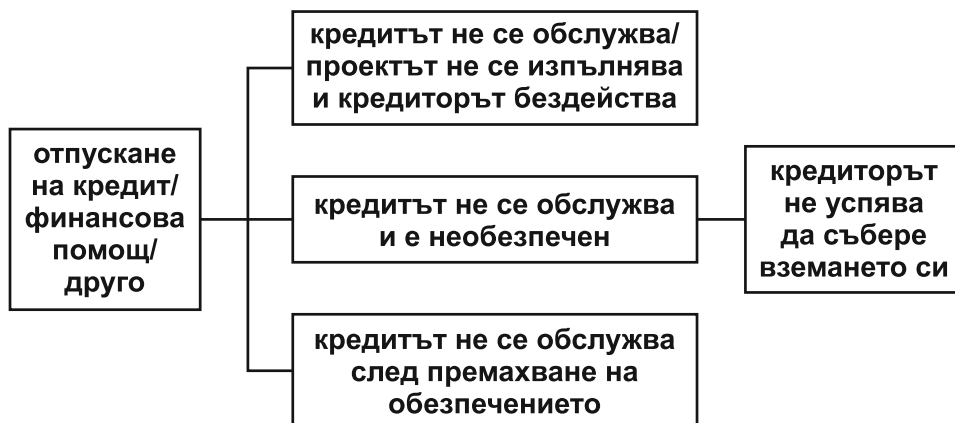 отпускане
на кредит/
финансова
помощ/
друго
кредитът не се обслужва/
проектът не се изпълнява
и кредиторът бездейства
кредитът не се обслужва
и е необезпечен
кредитът не се обслужва
след премахване на
обезпечението
кредиторът
не успява
да събере
вземането си